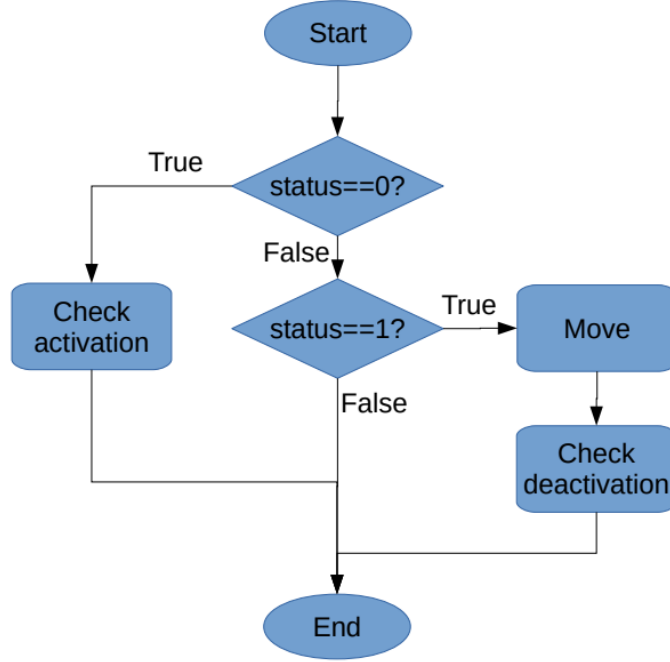 Start
True
status==0?
False
Check
activation
status==1?
True
Move
False
Check
deactivation
End